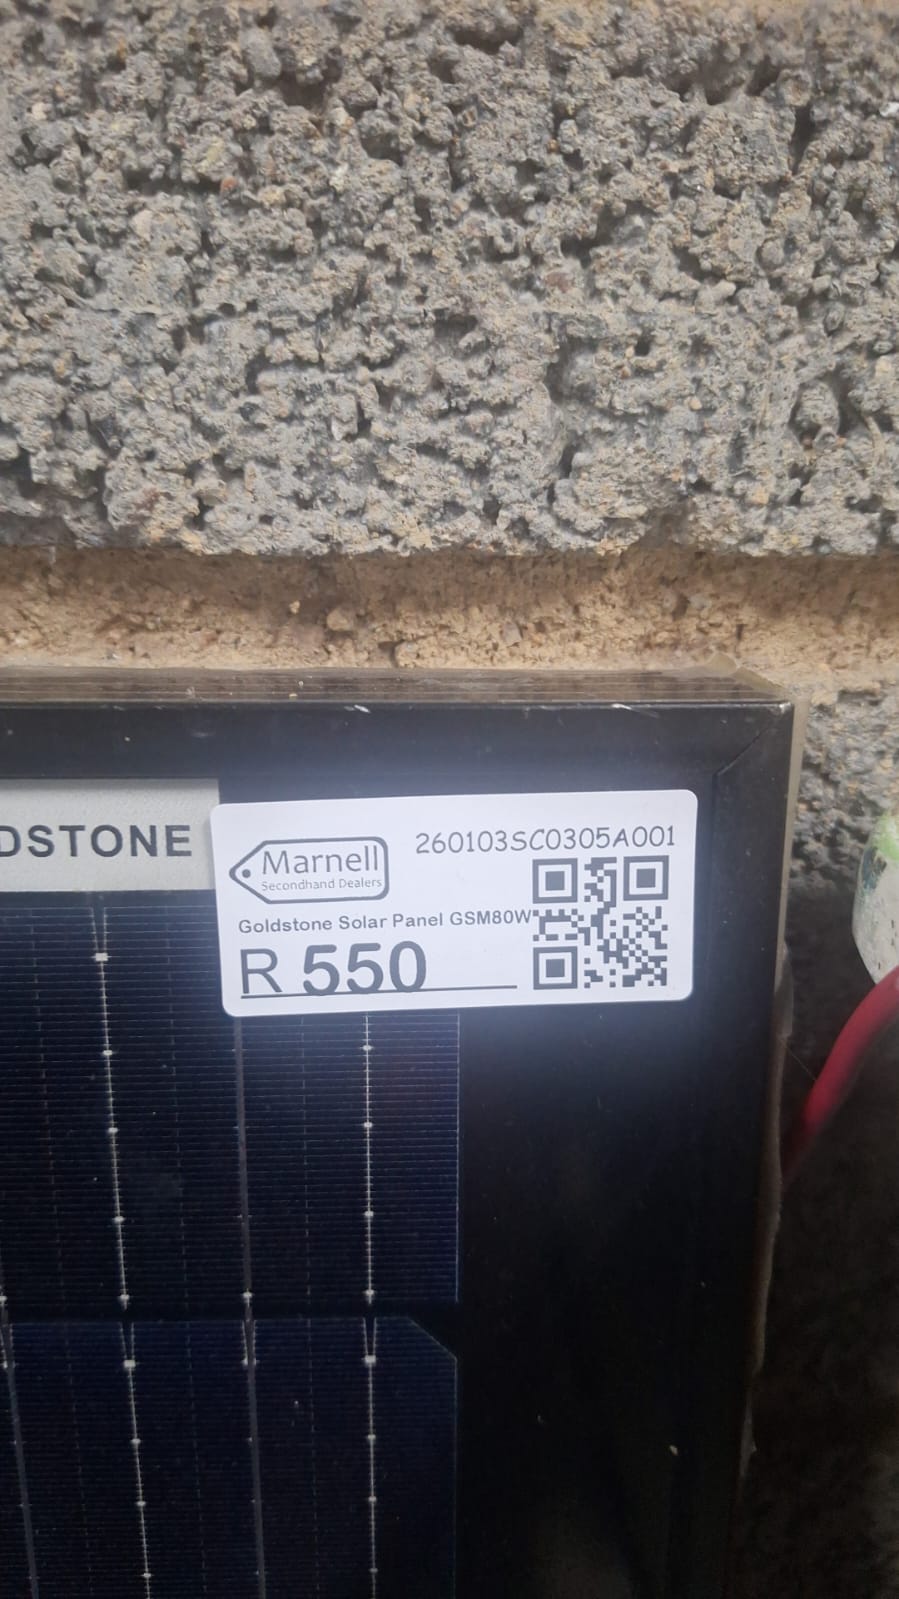 DSTONE
Marnell
Secondhand Dealers
260103SC0305A001
Goldstone Solar Panel GSM80W
R 550